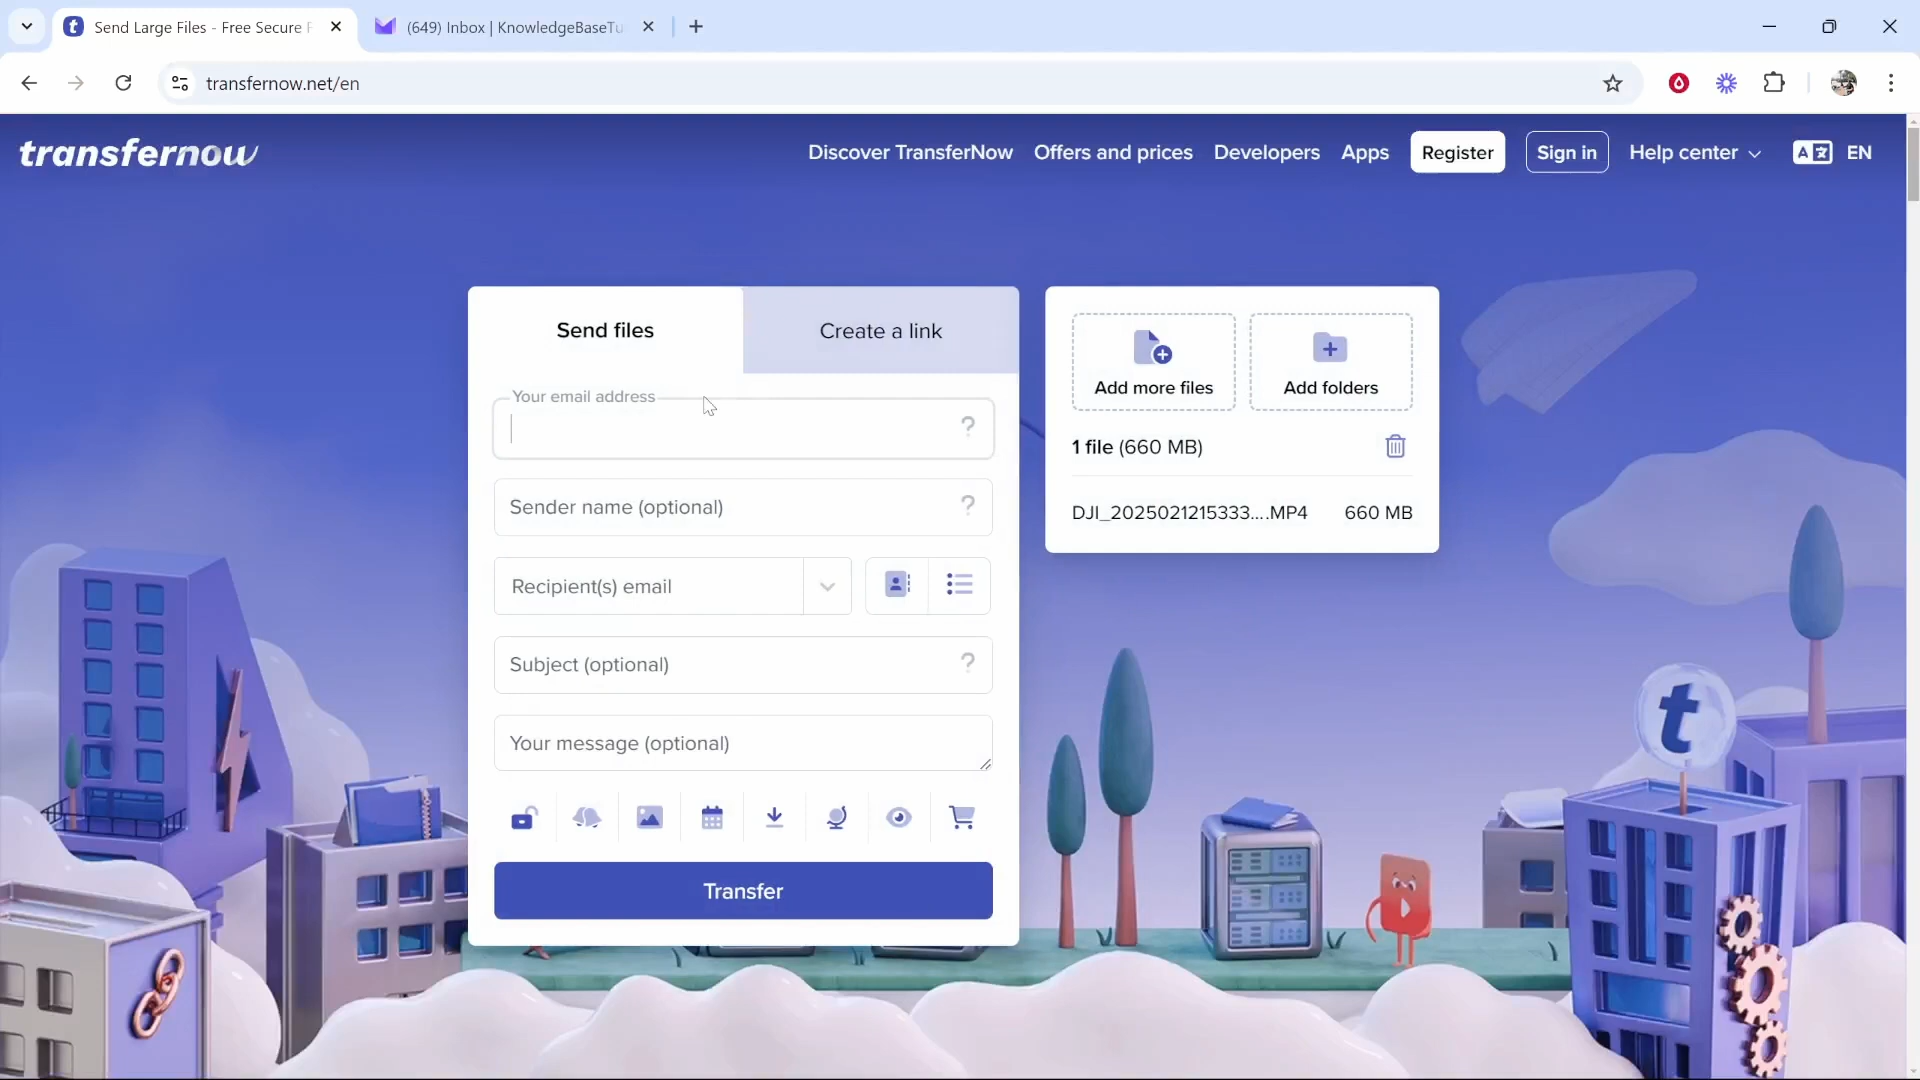 Send Large Files - Free Secure F
(649) Inbox | KnowledgeBaseTu
transfernow.net/en
transfernow
Discover TransferNow
Offers and prices
Developers
Apps
Register
Sign in
Help center
EN
Send files
Create a link
Your email address
?
Sender name (optional)
?
Recipient(s) email
Subject (optional)
?
Your message (optional)
Transfer
Add more files
Add folders
1 file (660 MB)
DJI_2025021215333....MP4
660 MB
t